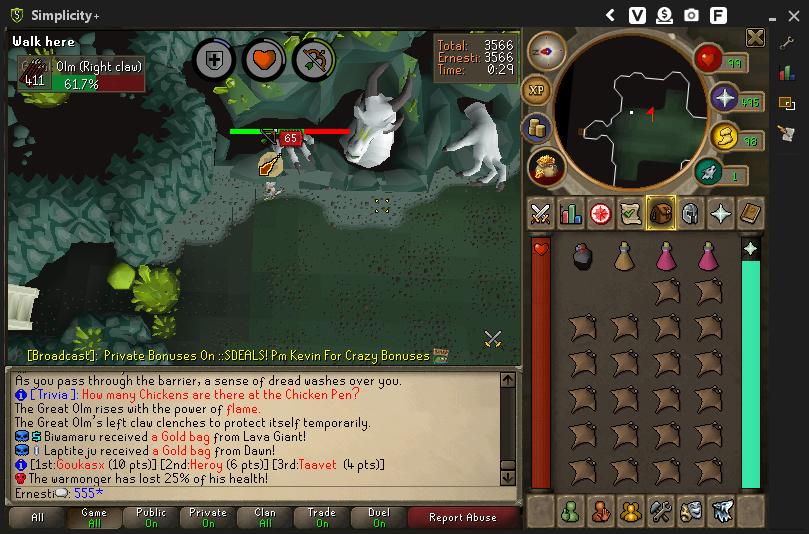 Simplicity+
Walk here
Great Olm (Right claw)
411
61.7%
Total: 3566
Ernesti: 3566
Time: 0:29
65
XP
99
495
98
1
[Broadcast]: Private Bonuses On ::SDEALS! Pm Kevin For Crazy Bonuses
As you pass through the barrier, a sense of dread washes over you.
[Trivia]: How many Chickens are there at the Chicken Pen?
The Great Olm rises with the power of flame.
The Great Olm's left claw clenches to protect itself temporarily.
Biwamaru received a Gold bag from Lava Giant!
Laptiteju received a Gold bag from Dawn!
[1st:Goukasx (10 pts)] [2nd:Heroy (6 pts)] [3rd:Taavet (4 pts)]
The warmonger has lost 25% of his health!
Ernesti: 555*
All
Game All
Public On
Private On
Clan All
Trade On
Duel On
Report Abuse